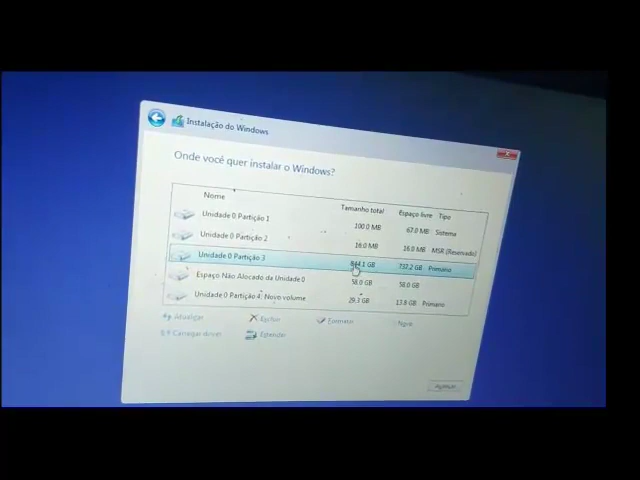 Instalação do Windows
Onde você quer instalar o Windows?
Nome Tamanho total Espaço livre Tipo
Unidade 0 Partição 1 100.0 MB 67.0 MB Sistema
Unidade 0 Partição 2 16.0 MB 16.0 MB MSR (Reservado)
Unidade 0 Partição 3 844.1 GB 737.2 GB Primário
Espaço Não Alocado da Unidade 0 58.0 GB 58.0 GB
Unidade 0 Partição 4: Novo volume 29.3 GB 13.8 GB Primário
Atualizar Excluir Formatar Novo
Carregar driver Estender
Avançar